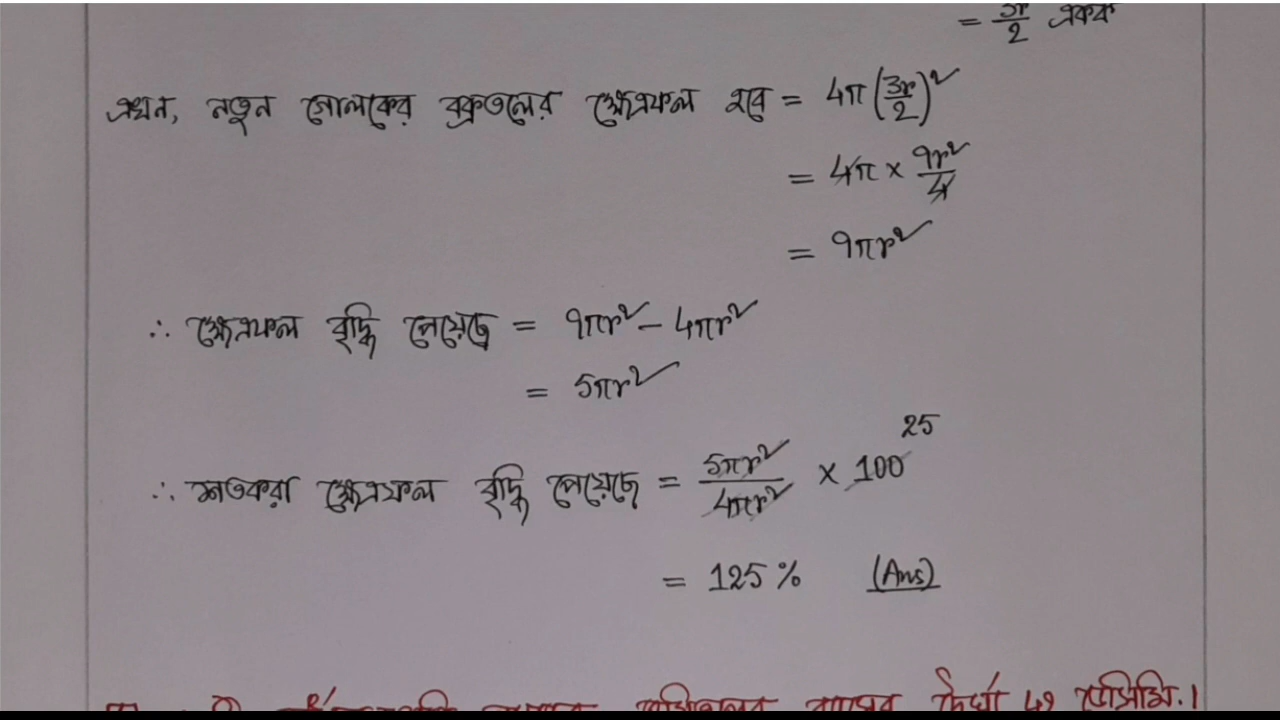 = 3r/2 একক
এখন, নতুন গোলকের বক্রতলের ক্ষেত্রফল হবে = 4π(3r/2)²
= 4π × 9r²/4
= 9πr²
∴ ক্ষেত্রফল বৃদ্ধি পেয়েছে = 9πr² − 4πr²
= 5πr²
∴ শতকরা ক্ষেত্রফল বৃদ্ধি পেয়েছে = 5πr²/4πr² × 100 25
= 125 % (Ans)
দৈর্ঘ্য